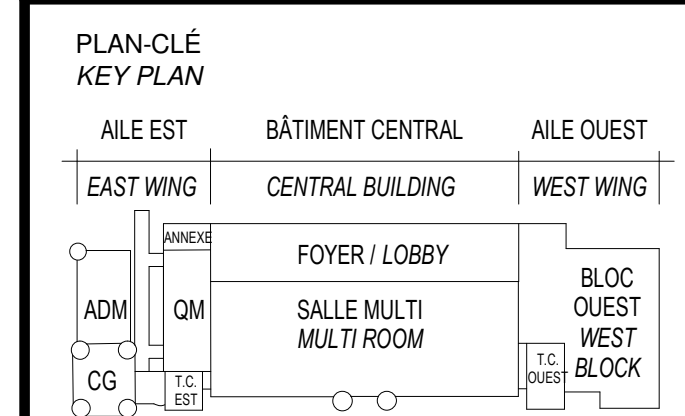 PLAN-CLÉ
KEY PLAN
AILE EST
BÂTIMENT CENTRAL
AILE OUEST
EAST WING
CENTRAL BUILDING
WEST WING
ANNEXE
FOYER / LOBBY
ADM
QM
SALLE MULTI
MULTI ROOM
BLOC
OUEST
WEST
BLOCK
CG
T.C.
EST
T.C.
OUEST